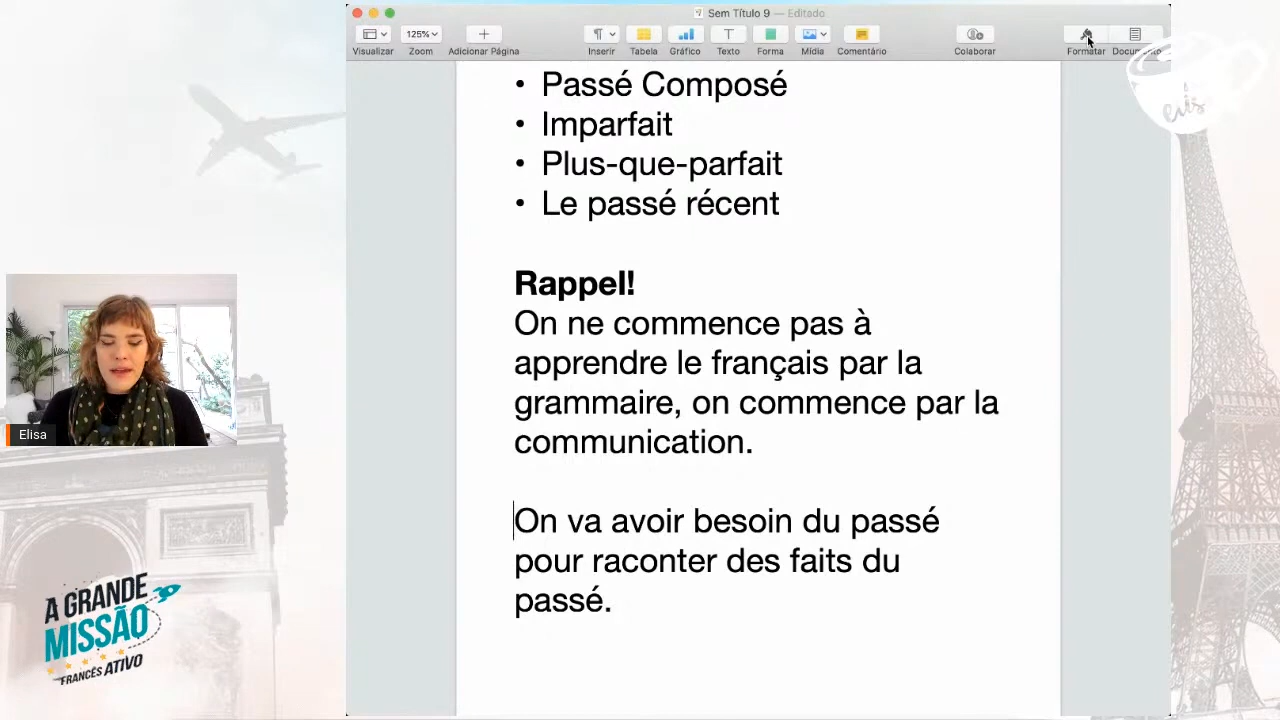 Sem Título 9 — Editado
125%
Visualizar
Zoom
Adicionar Página
Inserir
Tabela
Gráfico
Texto
Forma
Mídia
Comentário
Colaborar
Formatar
• Passé Composé
• Imparfait
• Plus-que-parfait
• Le passé récent
Rappel!
On ne commence pas à
apprendre le français par la
grammaire, on commence par la
communication.
On va avoir besoin du passé
pour raconter des faits du
passé.
Elisa
A GRANDE
MISSÃO
FRANCÊS ATIVO